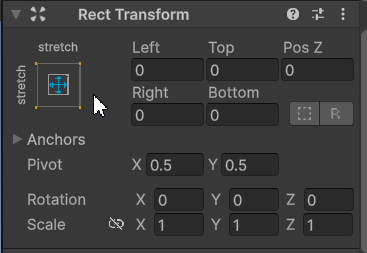 Rect Transform
stretch
stretch
Left Top Pos Z
0 0 0
Right Bottom
0 0 R
Anchors
Pivot X 0.5 Y 0.5
Rotation X 0 Y 0 Z 0
Scale X 1 Y 1 Z 1